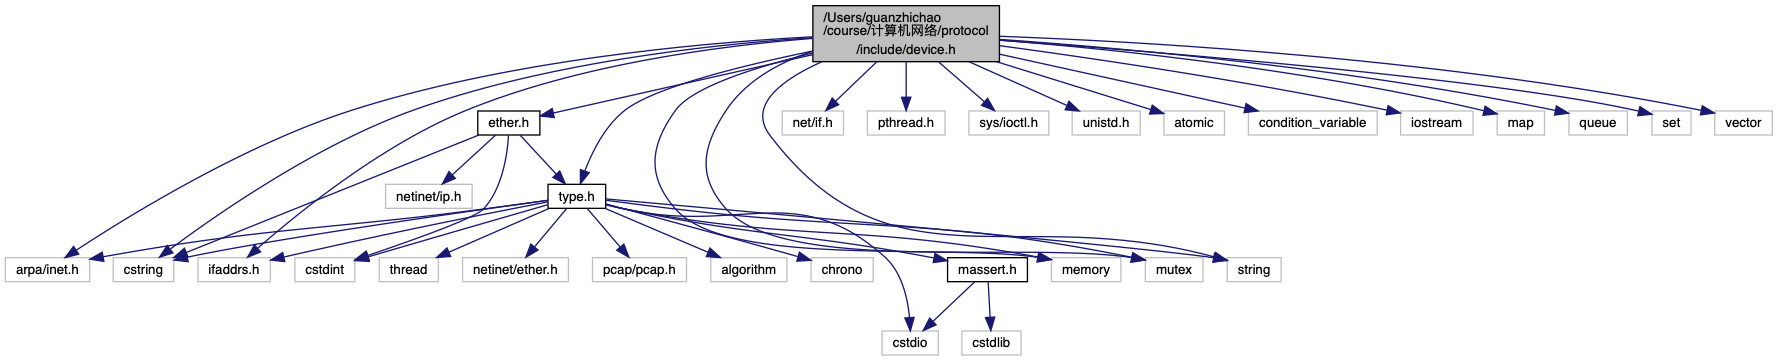 /Users/guanzhichao
/course/计算机网络/protocol
/include/device.h
ether.h
net/if.h
pthread.h
sys/ioctl.h
unistd.h
atomic
condition_variable
iostream
map
queue
set
vector
netinet/ip.h
type.h
arpa/inet.h
cstring
ifaddrs.h
cstdint
thread
netinet/ether.h
pcap/pcap.h
algorithm
chrono
massert.h
memory
mutex
string
cstdio
cstdlib